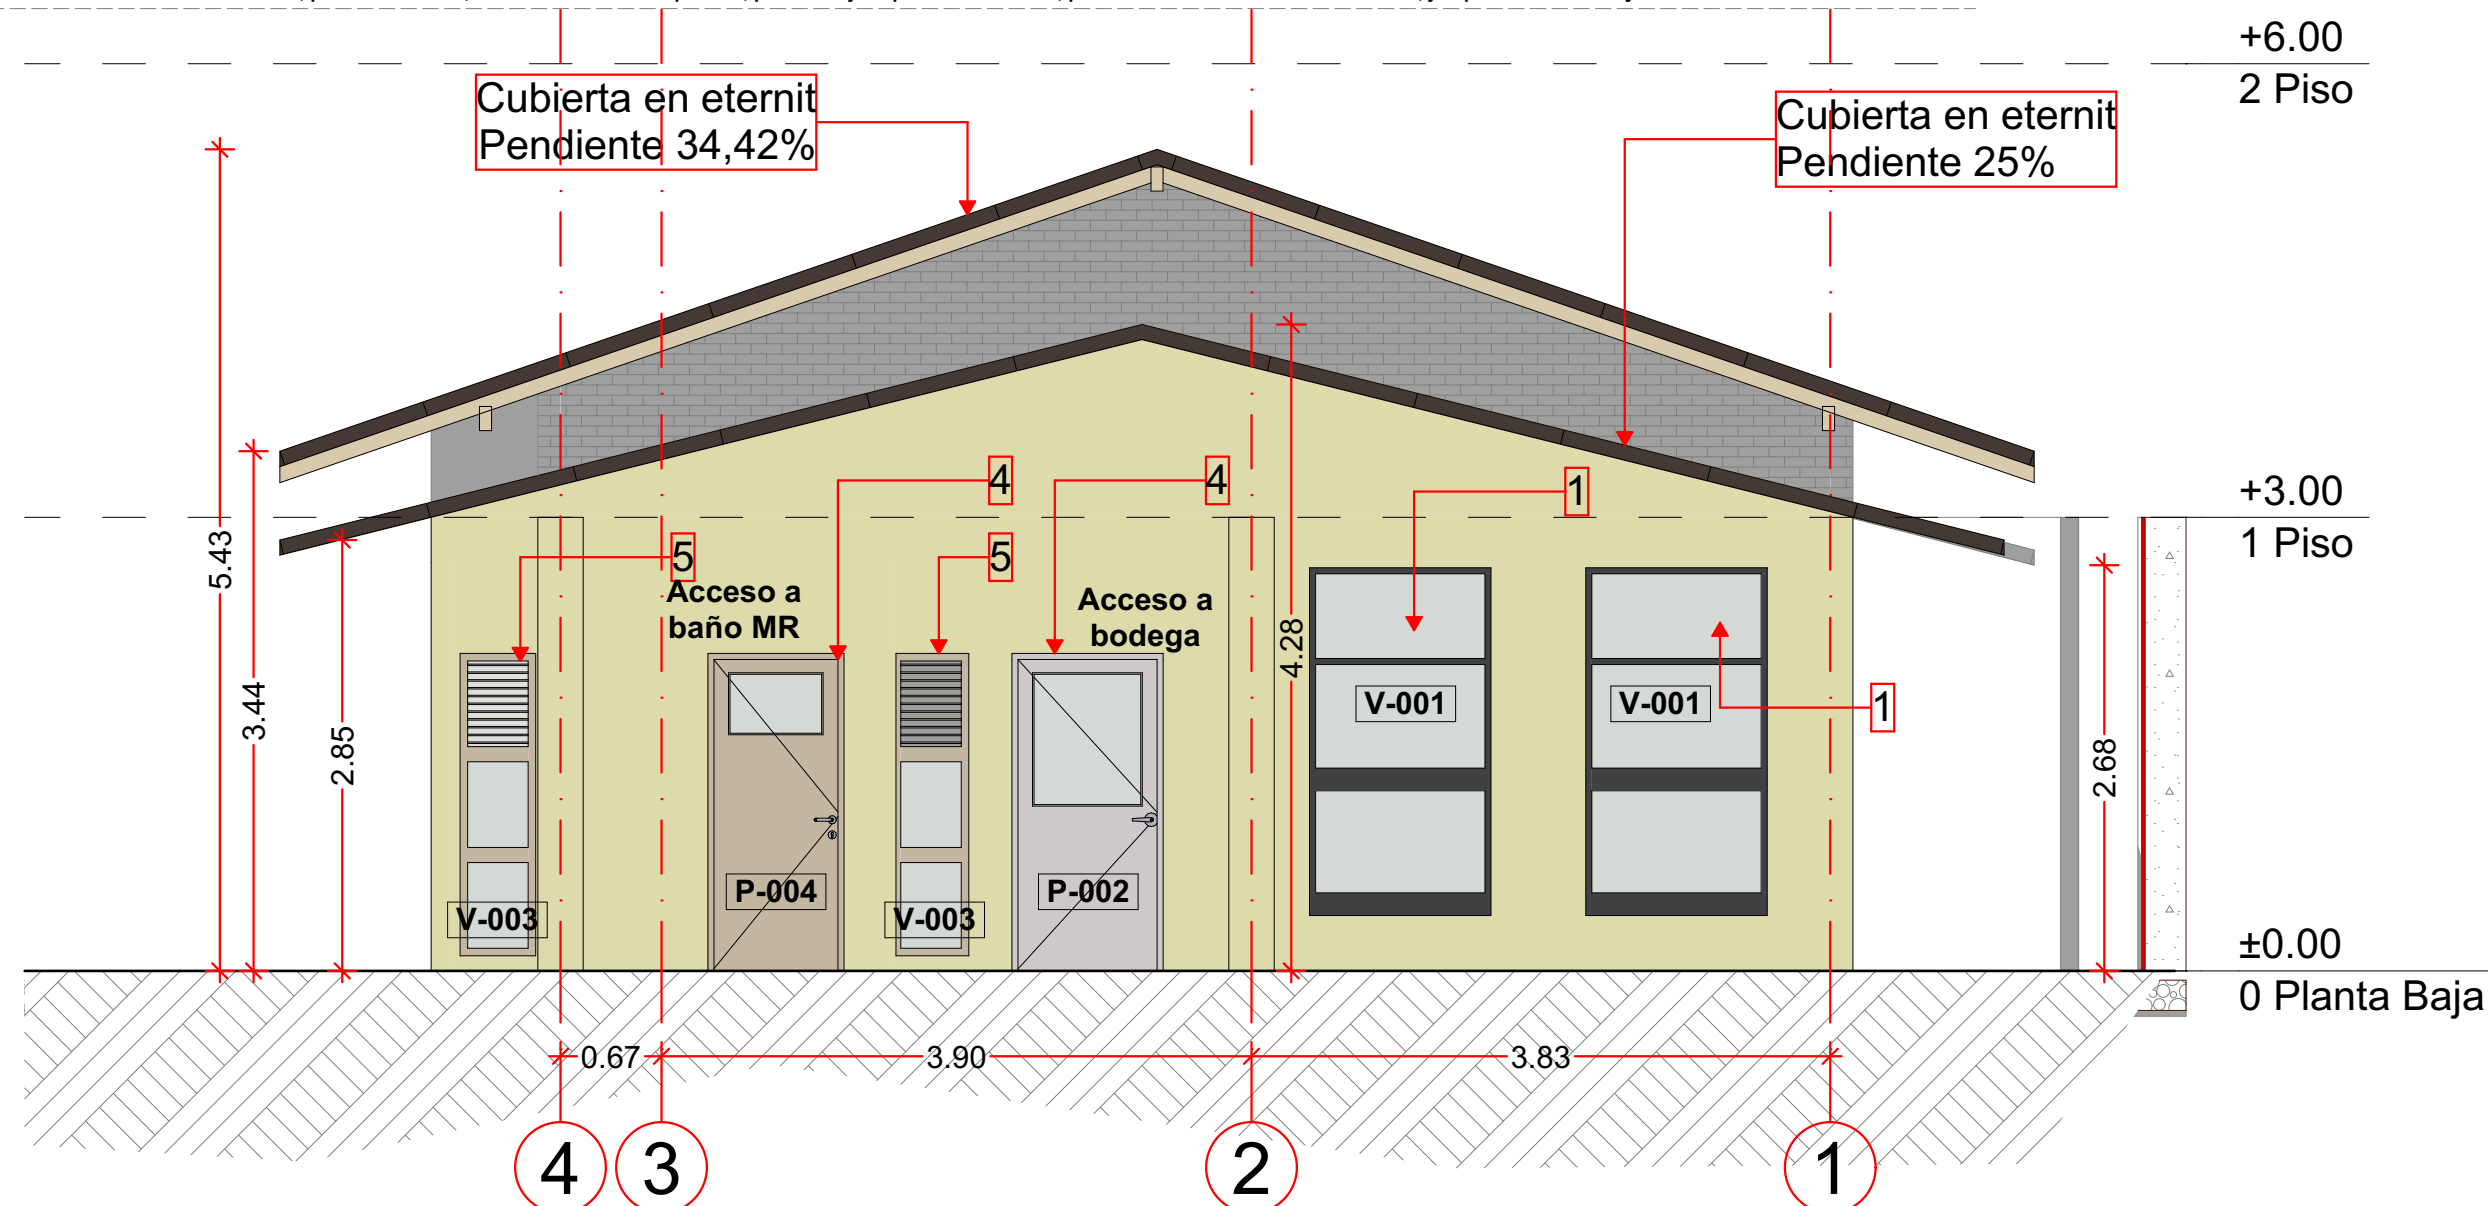 +6.00
2 Piso
Cubierta en eternit
Pendiente 34,42%
Cubierta en eternit
Pendiente 25%
4
4
1
+3.00
1 Piso
5
5
5.43
3.44
2.85
4.28
2.68
Acceso a
baño MR
Acceso a
bodega
V-001
V-001
1
P-004
P-002
V-003
V-003
±0.00
0 Planta Baja
0.67
3.90
3.83
4
3
2
1